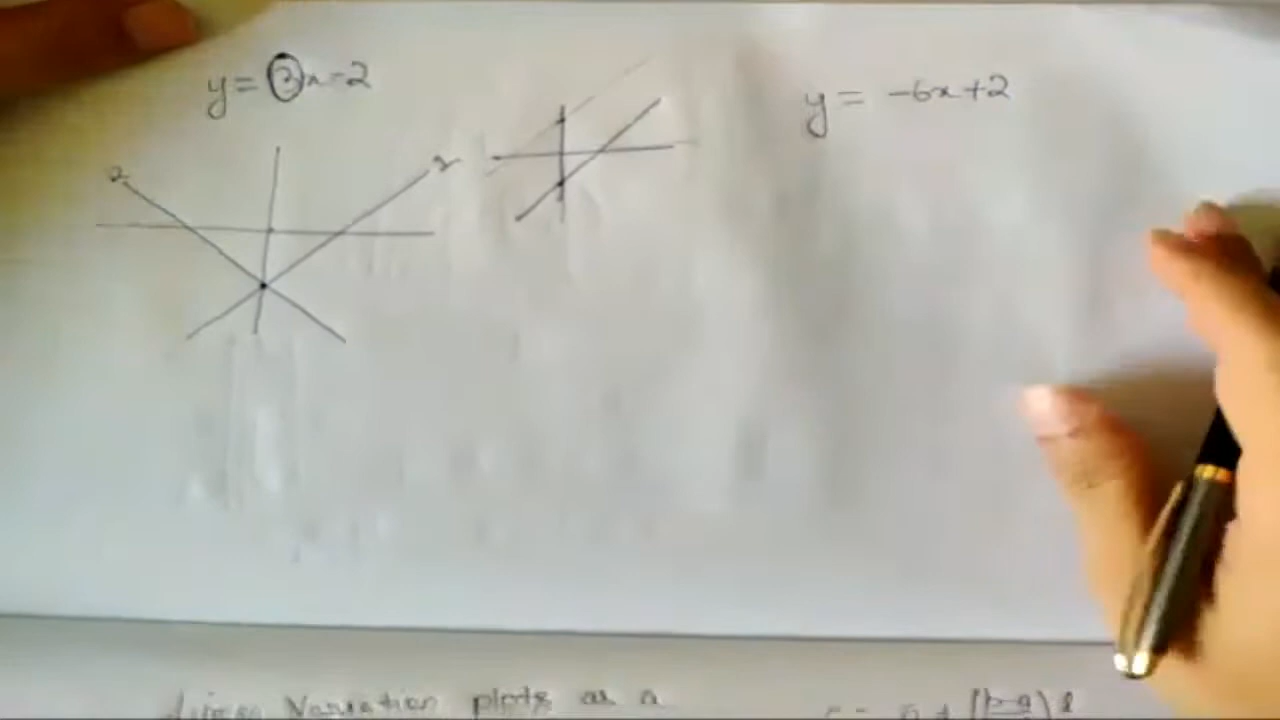 y = 3x-2
y = -6x+2
2
2
Linear Variation plots as a